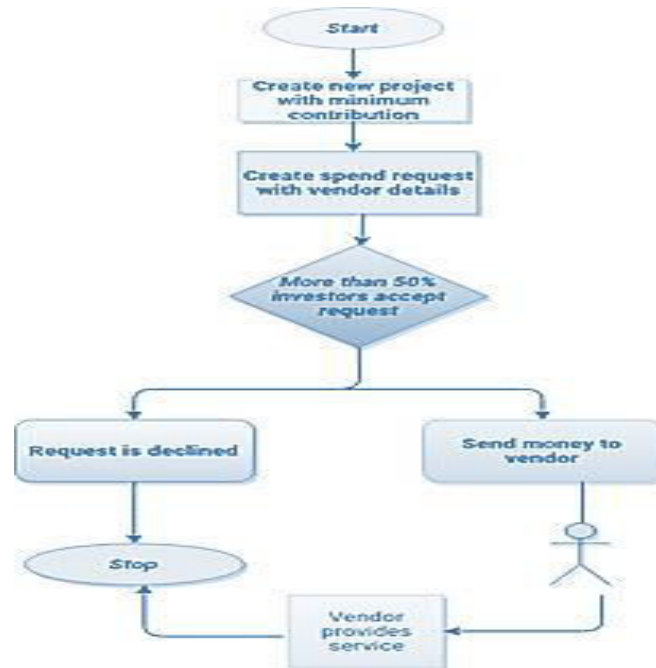 Start
Create new project
with minimum
contribution
Create spend request
with vendor details
More than 50%
investors accept
request
Request is declined
Send money to
vendor
Stop
Vendor
provides
service